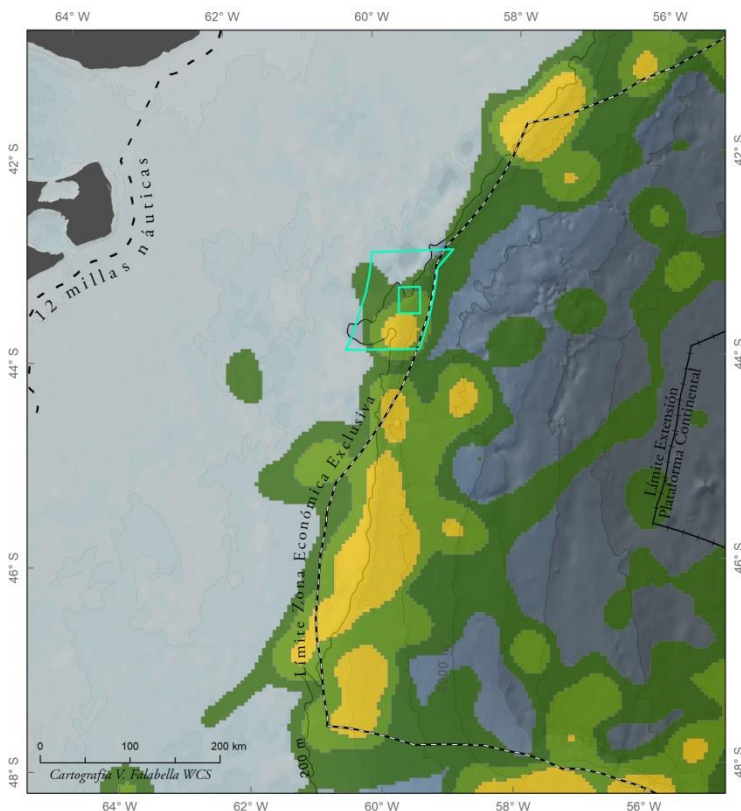 64° W 62° W 60° W 58° W 56° W
42° S
42° S
12 millas náuticas
44° S
44° S
Límite Extensión
Plataforma Continental
Límite Zona Económica Exclusiva
46° S
46° S
200 m
0 100 200 km
Cartografía V. Falabella WCS
48° S
48° S
64° W 62° W 60° W 58° W 56° W